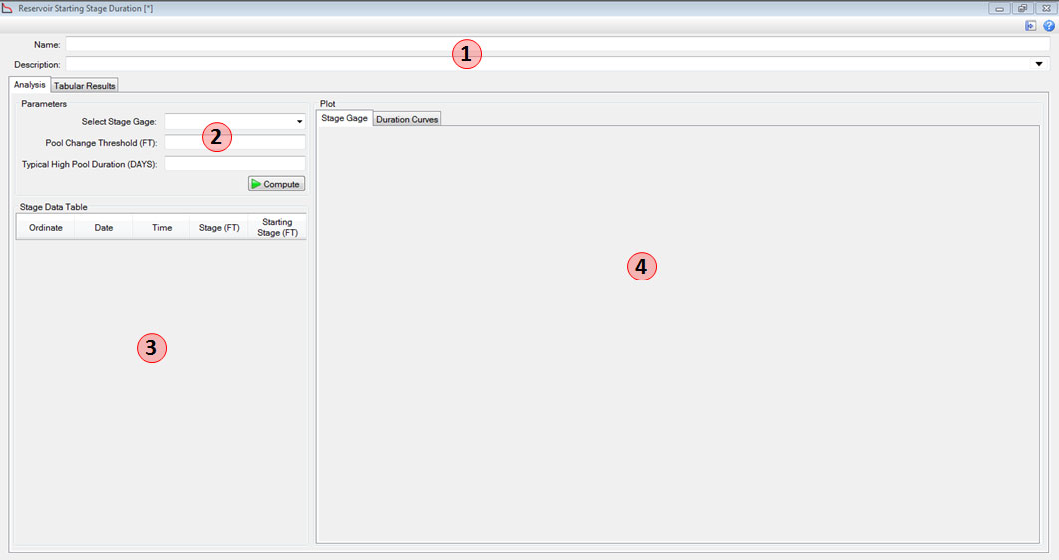 Reservoir Starting Stage Duration [*]
Name:
1
Description:
Analysis
Tabular Results
Parameters
Select Stage Gage:
2
Pool Change Threshold (FT):
Typical High Pool Duration (DAYS):
Compute
Stage Data Table
Ordinate
Date
Time
Stage (FT)
Starting
Stage (FT)
3
Plot
Stage Gage
Duration Curves
4